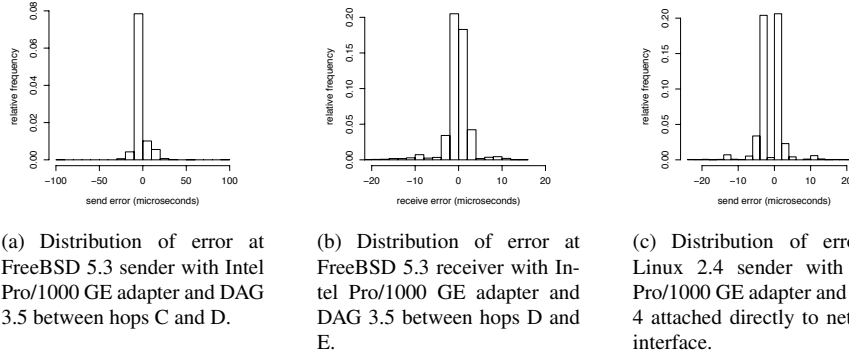 0.00 0.02 0.04 0.06 0.08
relative frequency
−100 −50 0 50 100
send error (microseconds)
0.00 0.05 0.10 0.15 0.20
relative frequency
−20 −10 0 10 20
receive error (microseconds)
0.00 0.05 0.10 0.15 0.20
relative frequency
−20 −10 0 10 20
send error (microseconds)
(a) Distribution of error at
FreeBSD 5.3 sender with Intel
Pro/1000 GE adapter and DAG
3.5 between hops C and D.
(b) Distribution of error at
FreeBSD 5.3 receiver with In-
tel Pro/1000 GE adapter and
DAG 3.5 between hops D and
E.
(c) Distribution of erro
Linux 2.4 sender with
Pro/1000 GE adapter and
4 attached directly to net
interface.